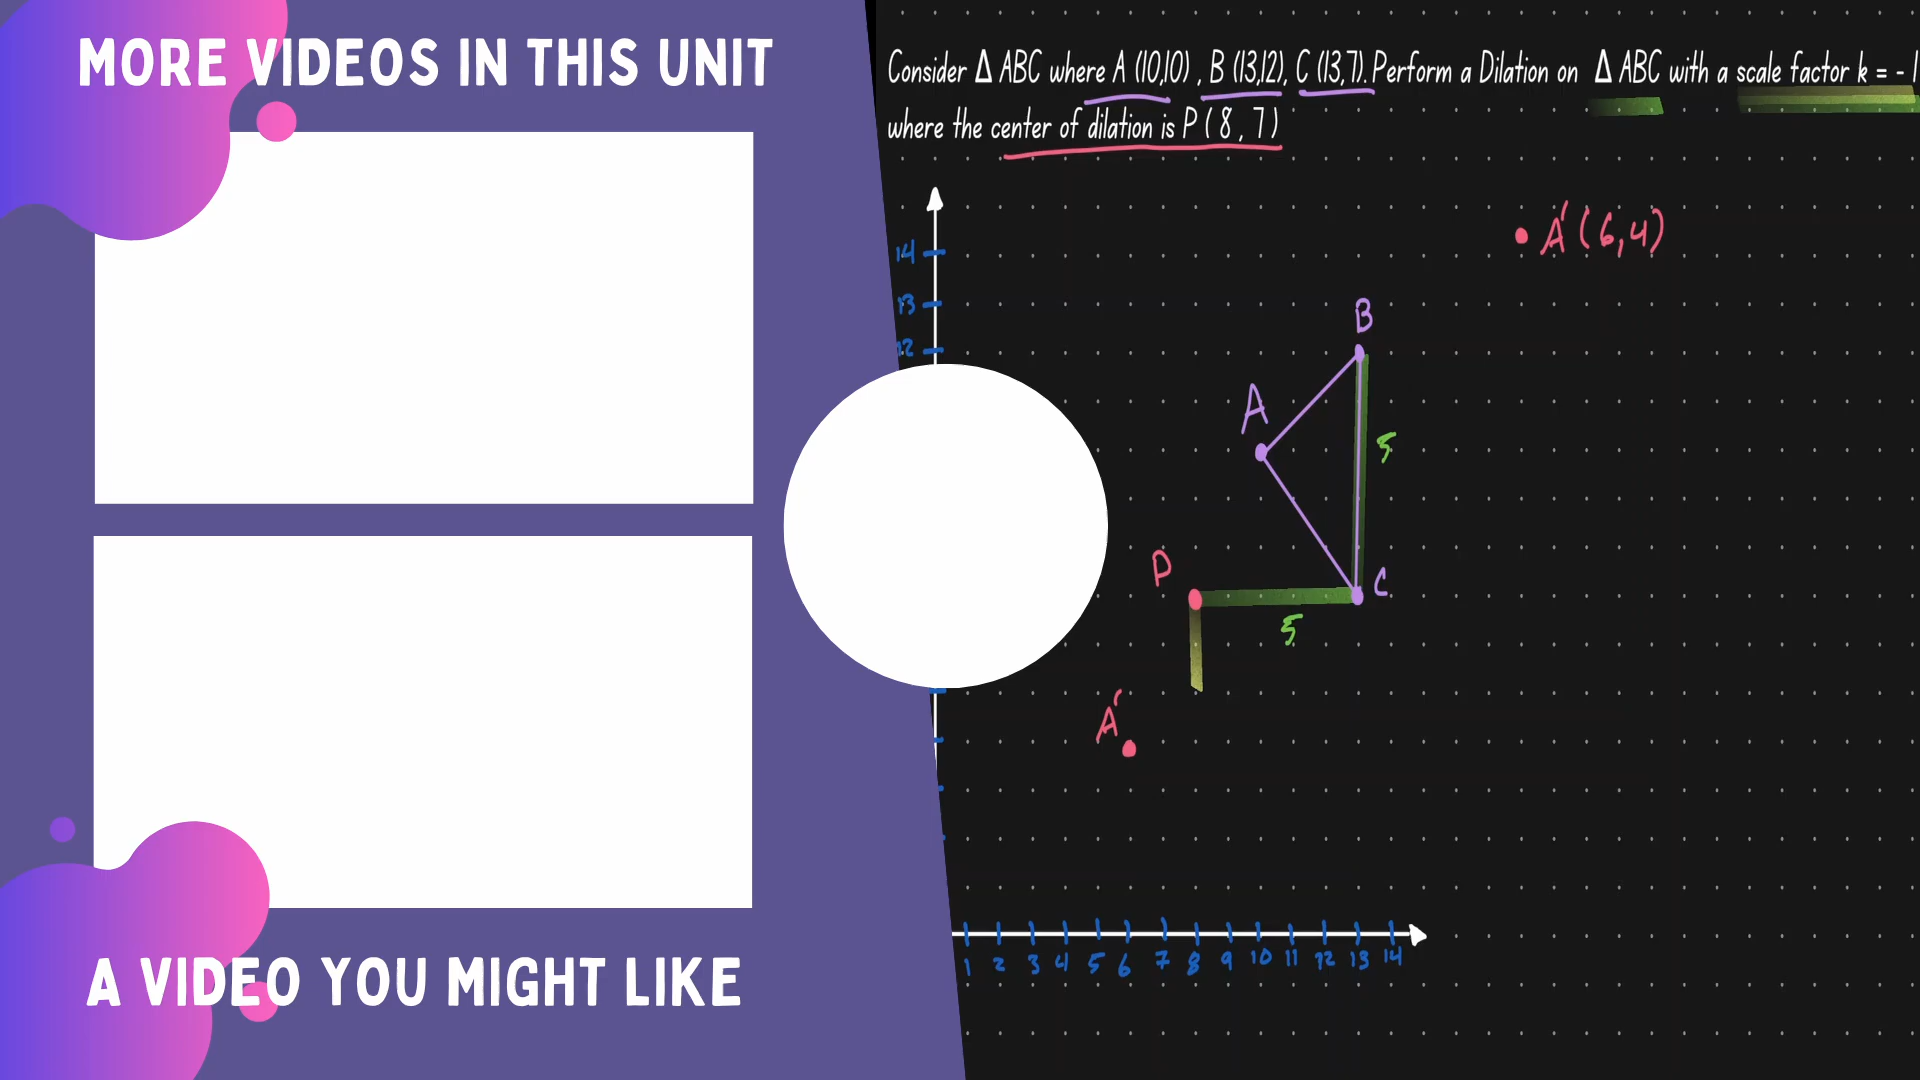 MORE VIDEOS IN THIS UNIT
Consider Δ ABC where A (10,10) , B (13,12), C (13,7). Perform a Dilation on Δ ABC with a scale factor k = - 1
where the center of dilation is P ( 8 , 7 )
A' (6,4)
14
13
12
B
A
5
P
C
5
A'
1 2 3 4 5 6 7 8 9 10 11 12 13 14
A VIDEO YOU MIGHT LIKE